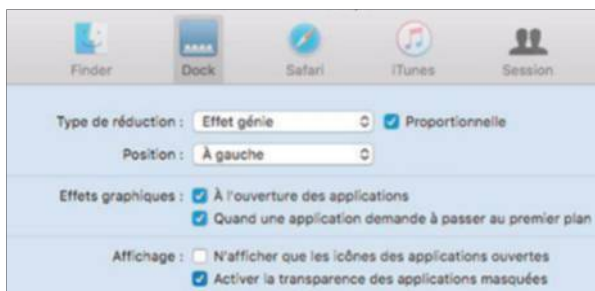 Finder Dock Safari iTunes Session
Type de réduction : Effet génie Proportionnelle
Position : À gauche
Effets graphiques : À l'ouverture des applications
Quand une application demande à passer au premier plan
Affichage : N'afficher que les icônes des applications ouvertes
Activer la transparence des applications masquées